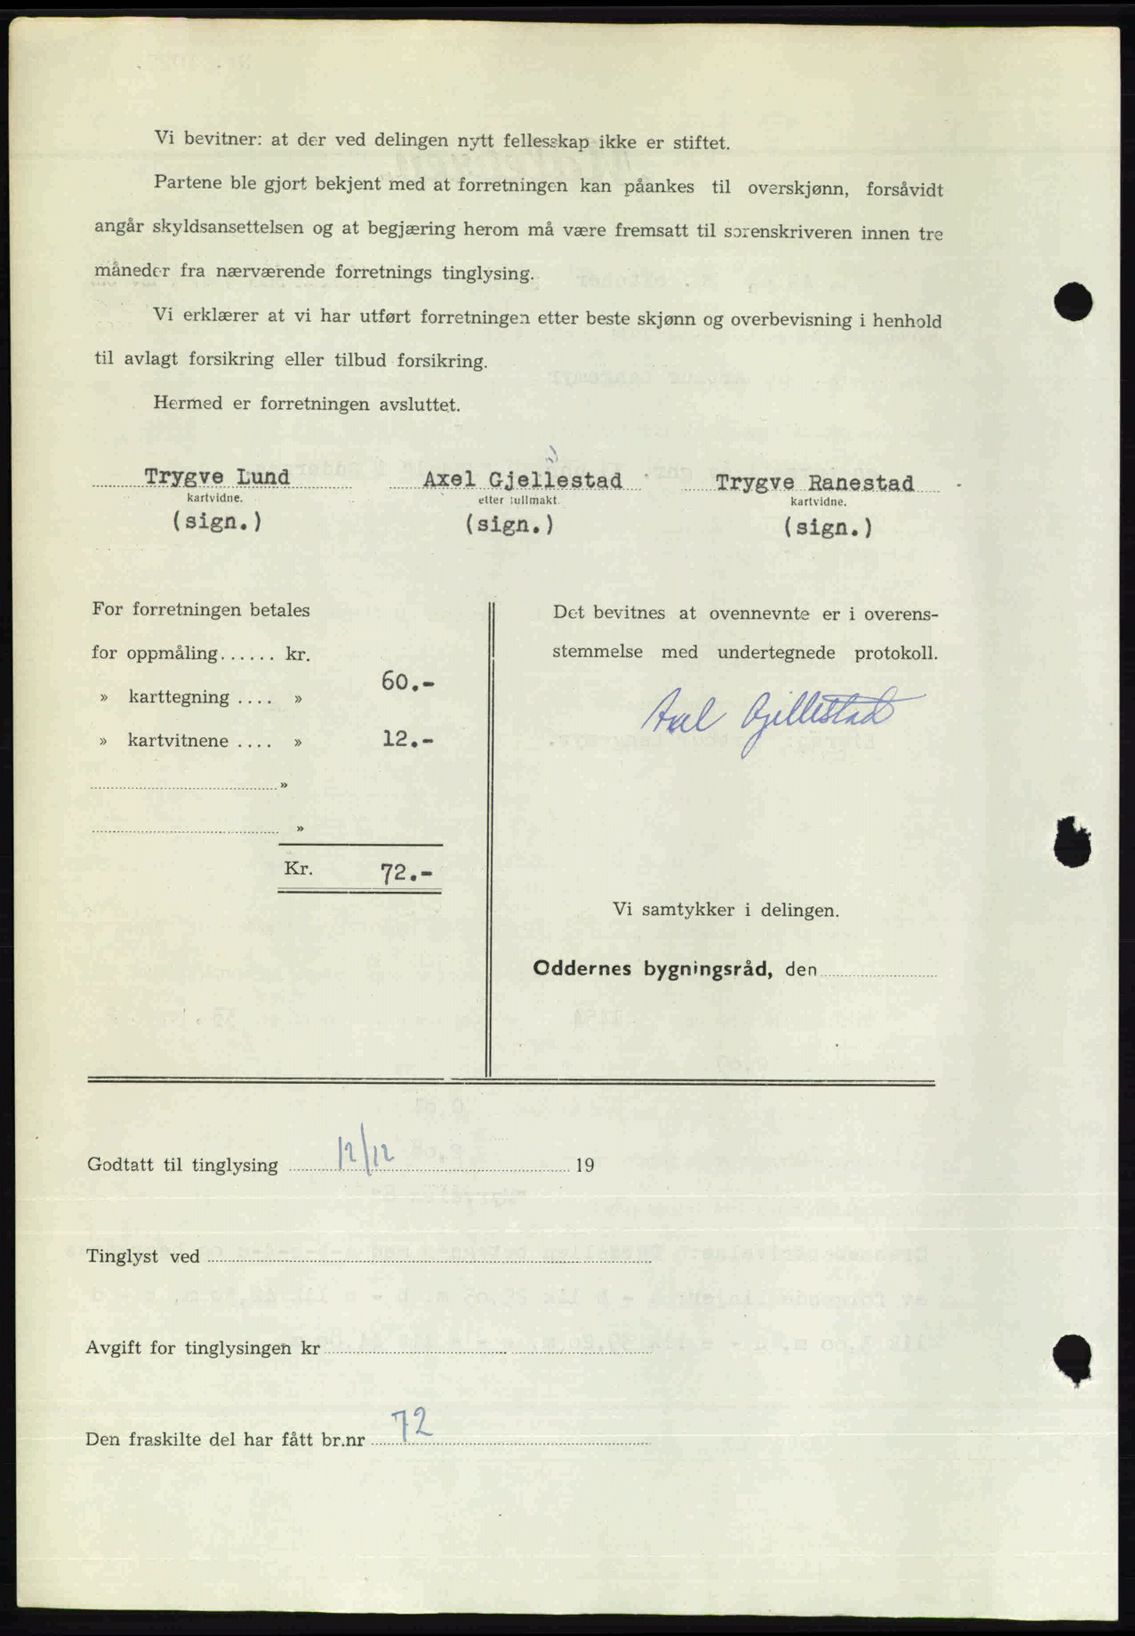 Vi bevitner: at der ved delingen nytt fellesskap ikke er stiftet.
Partene ble gjort bekjent med at forretningen kan påankes til overskjønn, forsåvidt
angår skyldsansettelsen og at begjæring herom må være fremsatt til sorenskriveren innen tre
måneder fra nærværende forretnings tinglysing.
Vi erklærer at vi har utført forretningen etter beste skjønn og overbevisning i henhold
til avlagt forsikring eller tilbud forsikring.
Hermed er forretningen avsluttet.
Trygve Lund Axel Gjellestad Trygve Ranestad
kartvidne. etter fullmakt kartvidne.
(sign.) (sign.) (sign.)
For forretningen betales
for oppmåling...... kr.
» karttegning .... » 60.-
» kartvitnene .... » 12.-
»
»
Kr. 72.-
Det bevitnes at ovennevnte er i overens-
stemmelse med undertegnede protokoll.
Axel Gjellestad
Vi samtykker i delingen.
Oddernes bygningsråd, den
Godtatt til tinglysing 12/12 19
Tinglyst ved
Avgift for tinglysingen kr
Den fraskilte del har fått br.nr 72